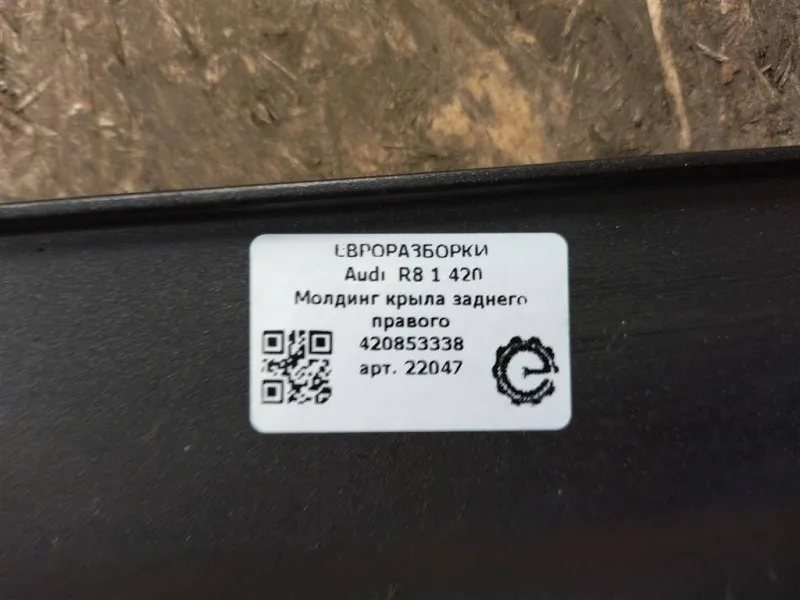 ЕВРОРАЗБОРКИ
Audi R8 1 420
Молдинг крыла заднего
правого
420853338
арт. 22047